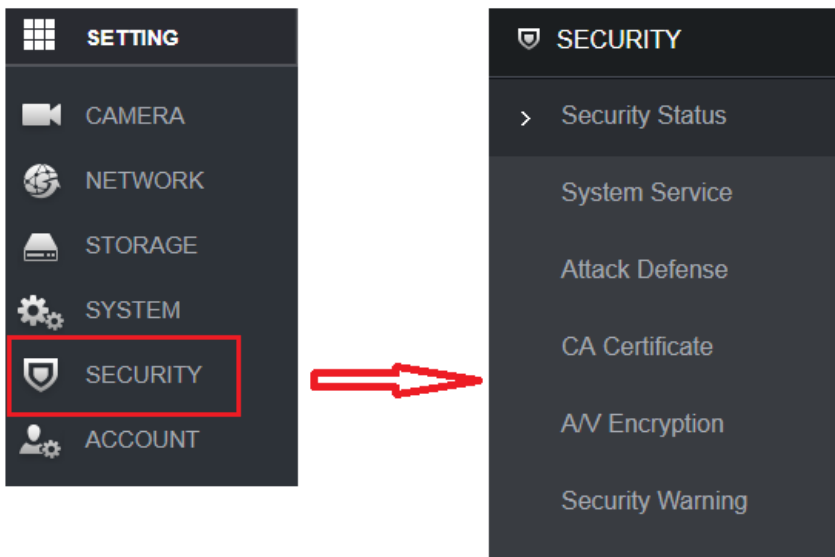 SETTING
CAMERA
NETWORK
STORAGE
SYSTEM
SECURITY
ACCOUNT
SECURITY
Security Status
System Service
Attack Defense
CA Certificate
A/V Encryption
Security Warning